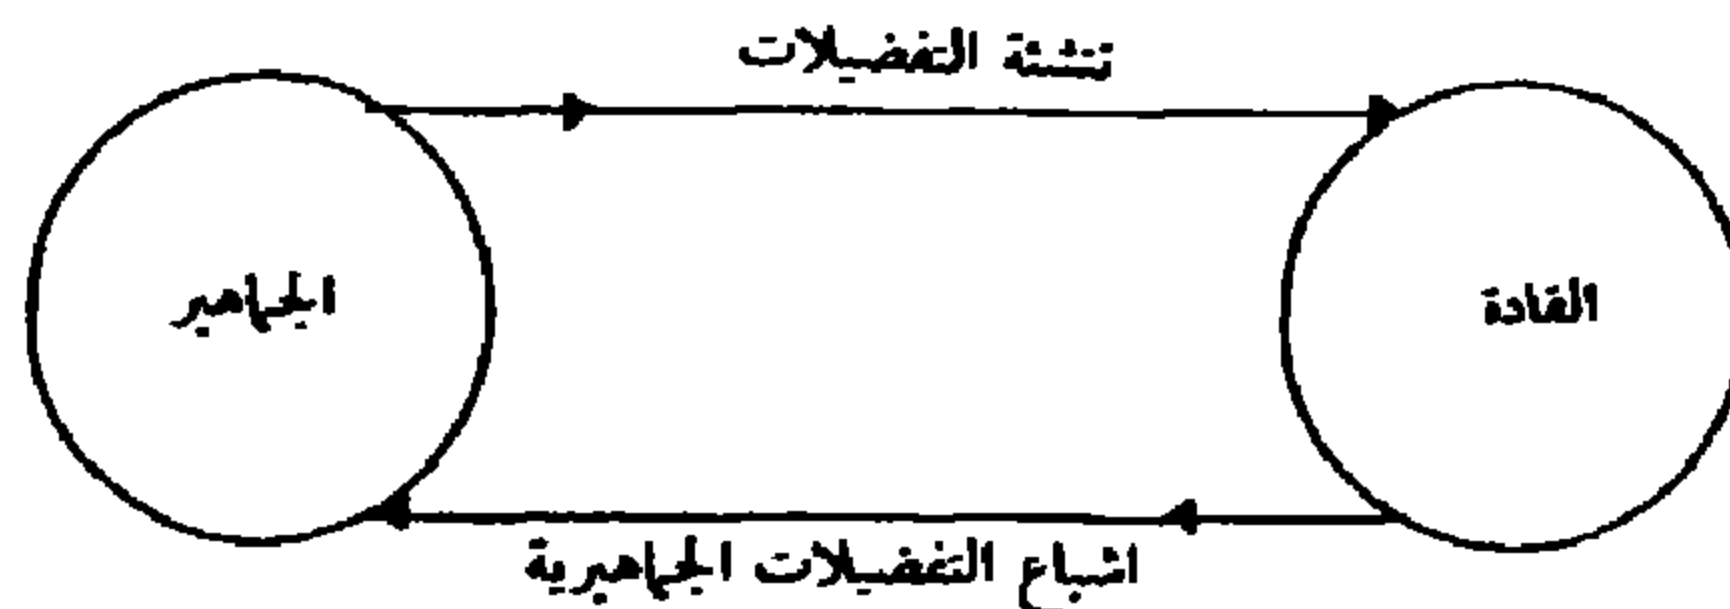 تنشئة التفضيلات
الجماهير
القادة
اشباع التفضيلات الجماهيرية